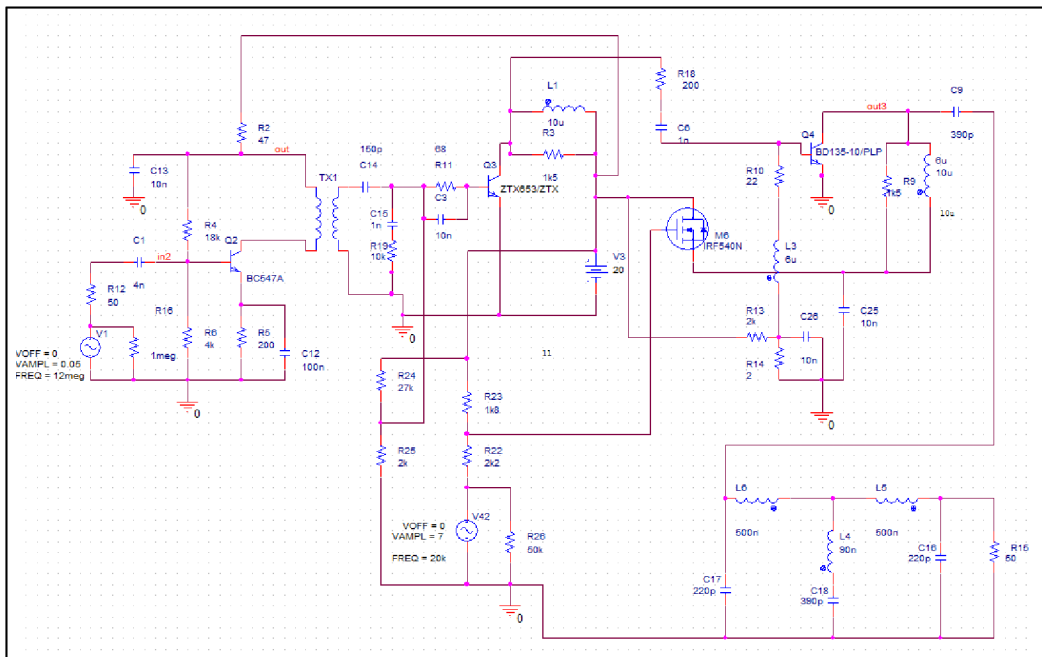 R18
200
L1
10u
C9
out3
390p
R2
47
out
C6
1n
Q4
BD135-10/PLP
R3
1k5
150p
C14
68
R11
Q3
ZTX653/ZTX
C13
10n
0
TX1
R10
22
0
R9
1k5
6u
10u
10u
C3
10n
C15
1n
R4
18k
C1
4n
in2
Q2
BC547A
R19
10k
M6
IRF540N
V3
20
L3
6u
R12
50
R16
1meg
R6
4k
R5
200
C12
100n
V1
VOFF = 0
VAMPL = 0.05
FREQ = 12meg
0
0
R13
2k
C26
10n
C25
10n
R14
2
0
11
R24
27k
R23
1k8
R25
2k
R22
2k2
V42
VOFF = 0
VAMPL = 7
FREQ = 20k
R26
50k
0
L6
500n
L5
500n
L4
90n
C16
220p
R15
50
C17
220p
C18
390p